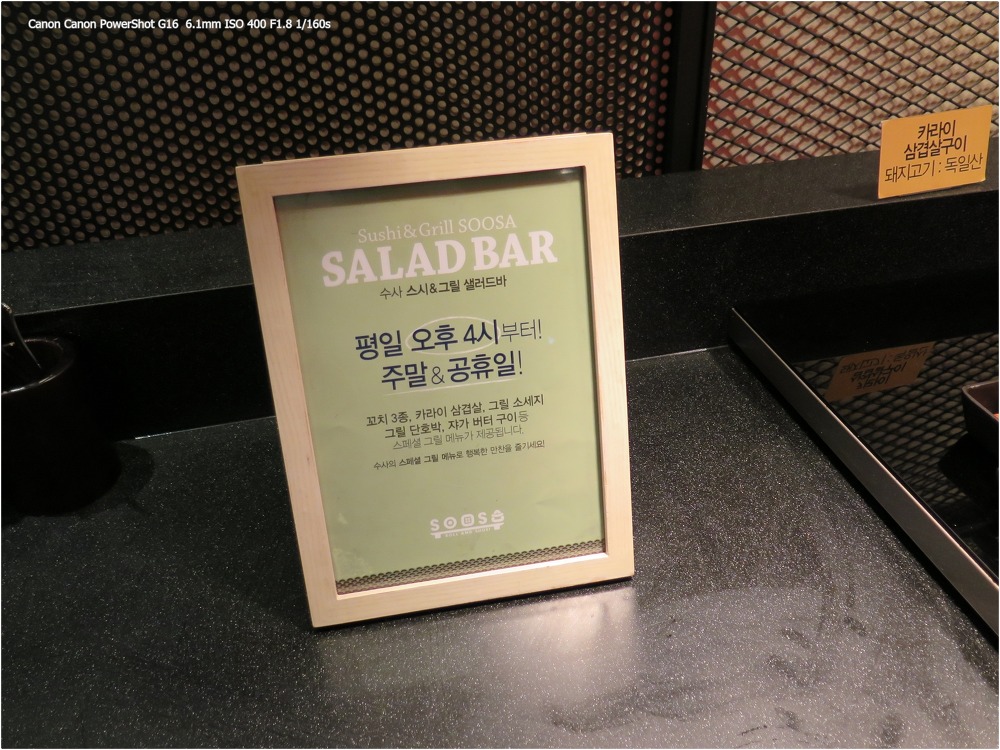 Canon Canon PowerShot G16 6.1mm ISO 400 F1.8 1/160s
카라이
삼겹살구이
돼지고기 : 독일산
Sushi&Grill SOOSA
SALAD BAR
수사 스시&그릴 샐러드바
평일 오후 4시부터!
주말 & 공휴일!
꼬치 3종, 카라이 삼겹살, 그릴 소세지
그릴 단호박, 쟈가 버터 구이 등
스페셜 그릴 메뉴가 제공됩니다.
수사의 스페셜 그릴 메뉴로 행복한 만찬을 즐기세요!
SOOSA